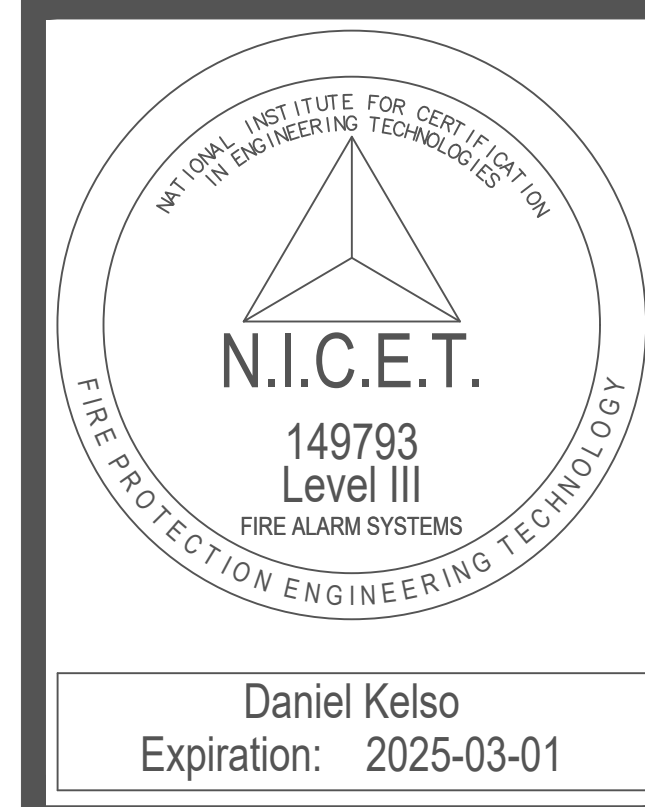 NATIONAL INSTITUTE FOR CERTIFICATION
IN ENGINEERING TECHNOLOGIES
N.I.C.E.T.
149793
Level III
FIRE ALARM SYSTEMS
FIRE PROTECTION ENGINEERING TECHNOLOGY
Daniel Kelso
Expiration: 2025-03-01